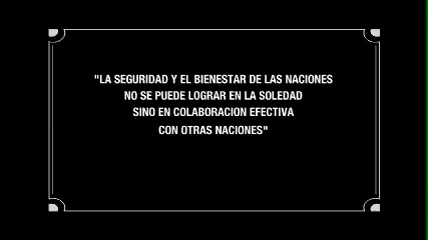 "LA SEGURIDAD Y EL BIENESTAR DE LAS NACIONES
NO SE PUEDE LOGRAR EN LA SOLEDAD
SINO EN COLABORACION EFECTIVA
CON OTRAS NACIONES"